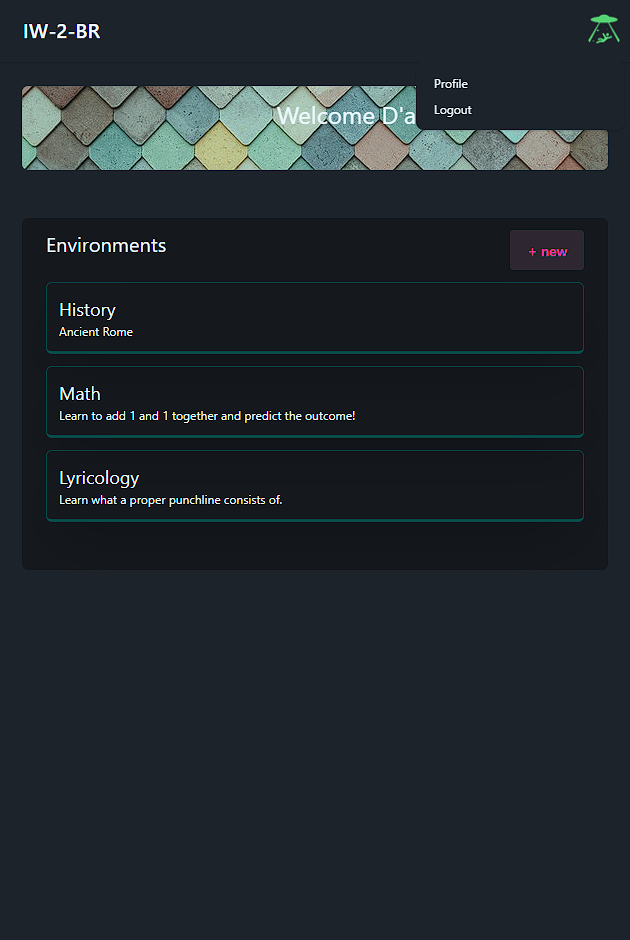 IW-2-BR
Profile
Logout
Welcome D'a
Environments
+ new
History
Ancient Rome
Math
Learn to add 1 and 1 together and predict the outcome!
Lyricology
Learn what a proper punchline consists of.